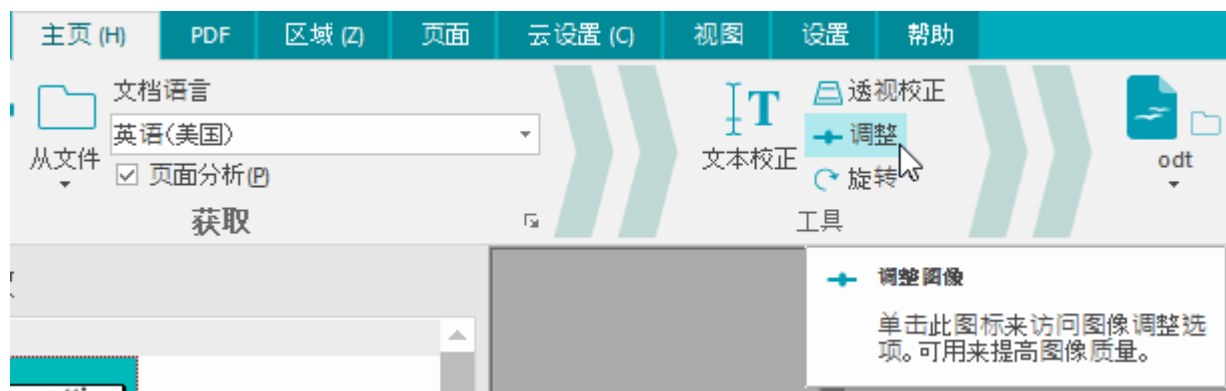 主页 (H) PDF 区域 (Z) 页面 云设置 (C) 视图 设置 帮助
文档语言
英语(美国)
从文件
页面分析(P)
获取
文本校正
透视校正
调整
旋转
工具
odt
调整图像
单击此图标来访问图像调整选
项。可用来提高图像质量。